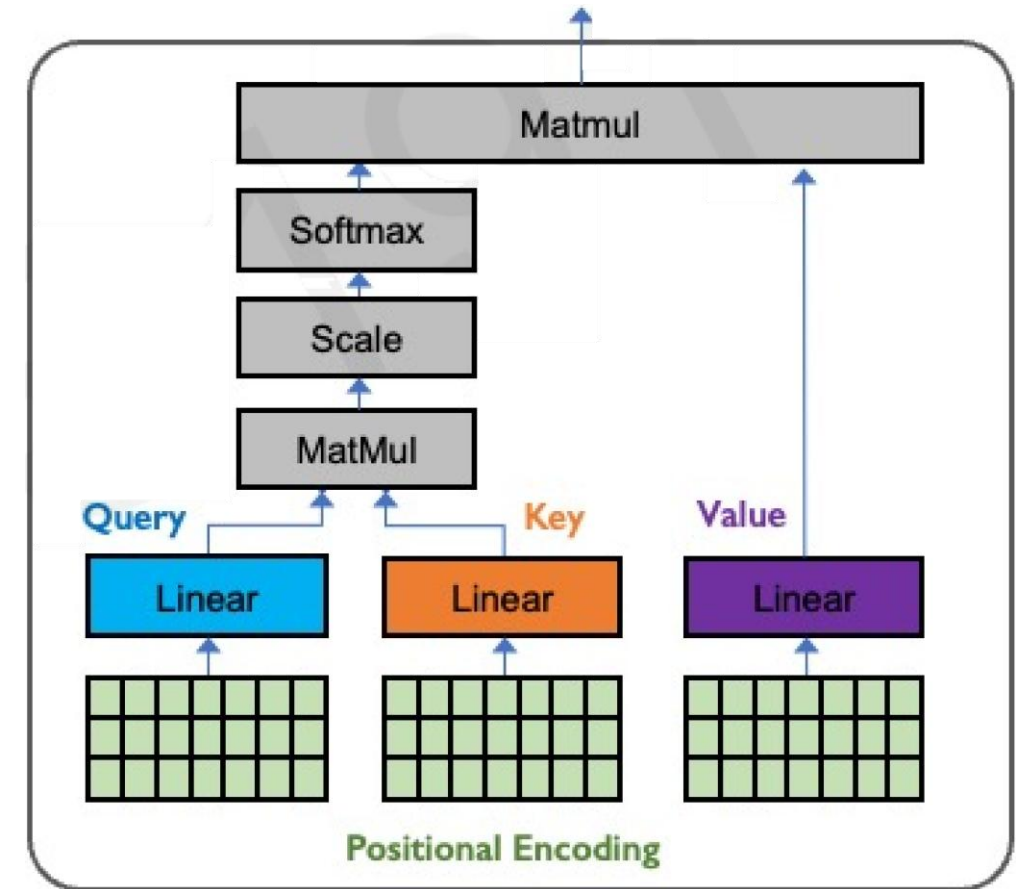 Matmul
Softmax
Scale
MatMul
Query
Key
Value
Linear
Linear
Linear
Positional Encoding